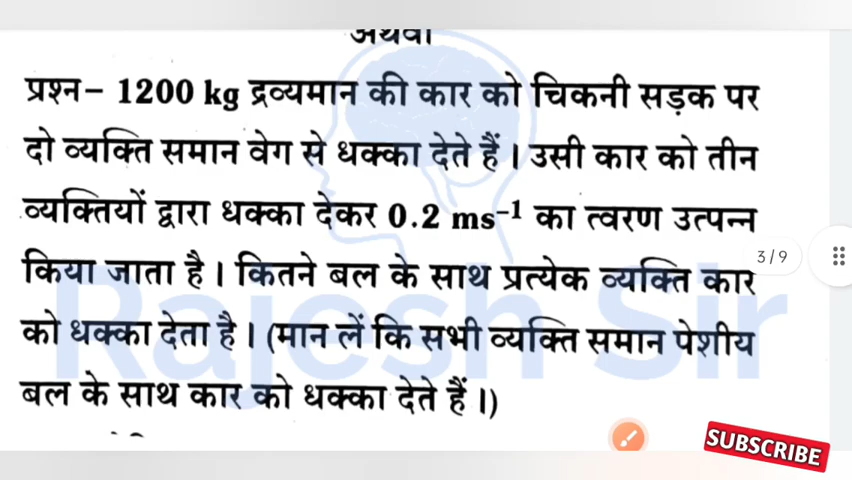 अथवा
प्रश्न– 1200 kg द्रव्यमान की कार को चिकनी सड़क पर
दो व्यक्ति समान वेग से धक्का देते हैं। उसी कार को तीन
व्यक्तियों द्वारा धक्का देकर 0.2 ms⁻¹ का त्वरण उत्पन्न
किया जाता है। कितने बल के साथ प्रत्येक व्यक्ति कार
को धक्का देता है। (मान लें कि सभी व्यक्ति समान पेशीय
बल के साथ कार को धक्का देते हैं।)
3/9
Rajesh Sir
SUBSCRIBE